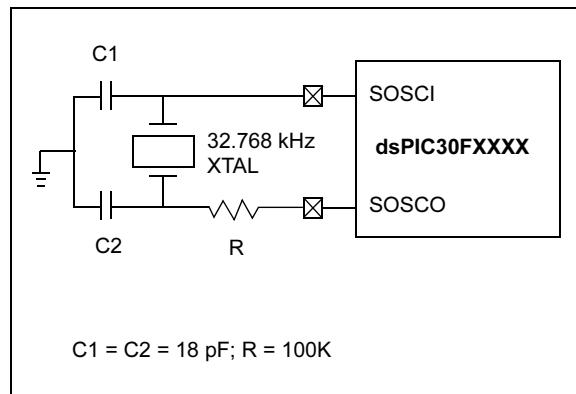 C1
SOSCI
32.768 kHz
XTAL
dsPIC30FXXXX
SOSCO
C2
R
C1 = C2 = 18 pF; R = 100K